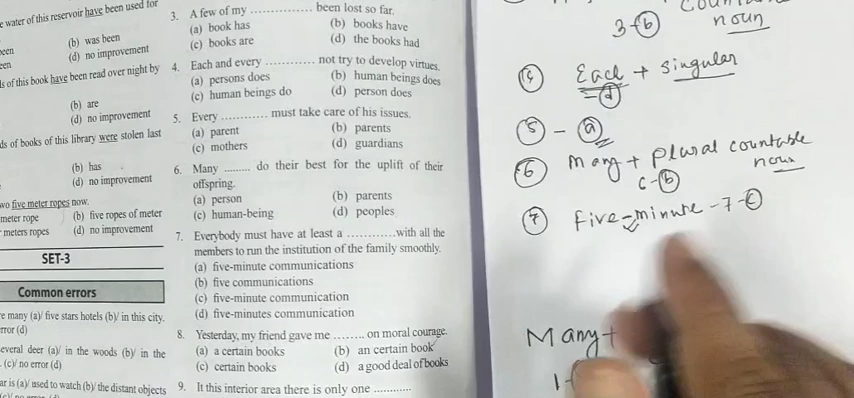 e water of this reservoir have been used for
een
(b) was been
een
(d) no improvement
s of this book have been read over night by
(b) are
(d) no improvement
ds of books of this library were stolen last
(b) has
(d) no improvement
wo five meter ropes now.
meter rope (b) five ropes of meter
meters ropes (d) no improvement
SET-3
Common errors
e many (a)/ five stars hotels (b)/ in this city.
rror (d)
everal deer (a)/ in the woods (b)/ in the
. (c)/ no error (d)
ar is (a)/ used to watch (b)/ the distant objects
3. A few of my ............... been lost so far.
(a) book has (b) books have
(c) books are (d) the books had
4. Each and every ............ not try to develop virtues.
(a) persons does (b) human beings does
(c) human beings do (d) person does
5. Every ............ must take care of his issues.
(a) parent (b) parents
(c) mothers (d) guardians
6. Many ......... do their best for the uplift of their
offspring.
(a) person (b) parents
(c) human-being (d) peoples
7. Everybody must have at least a ............with all the
members to run the institution of the family smoothly.
(a) five-minute communications
(b) five communications
(c) five-minute communication
(d) five-minutes communication
8. Yesterday, my friend gave me ........ on moral courage.
(a) a certain books (b) an certain book
(c) certain books (d) a good deal of books
9. It this interior area there is only one ............
noun
3-b
Each + singular
= d
5 - a
6 Many + plural countable
noun
6-b
7 five-minute - 7-c
Many +
1-